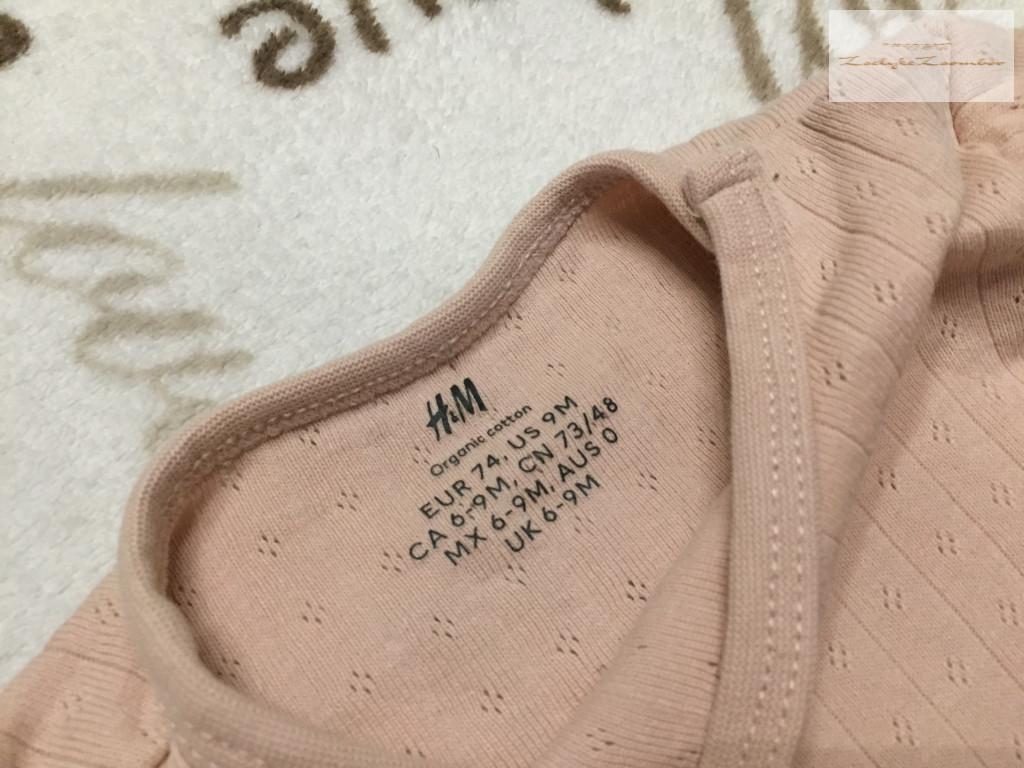 H&M
Organic cotton
EUR 74, US 9M
CA 6-9M, CN 73/48
MX 6-9M, AUS 0
UK 6-9M